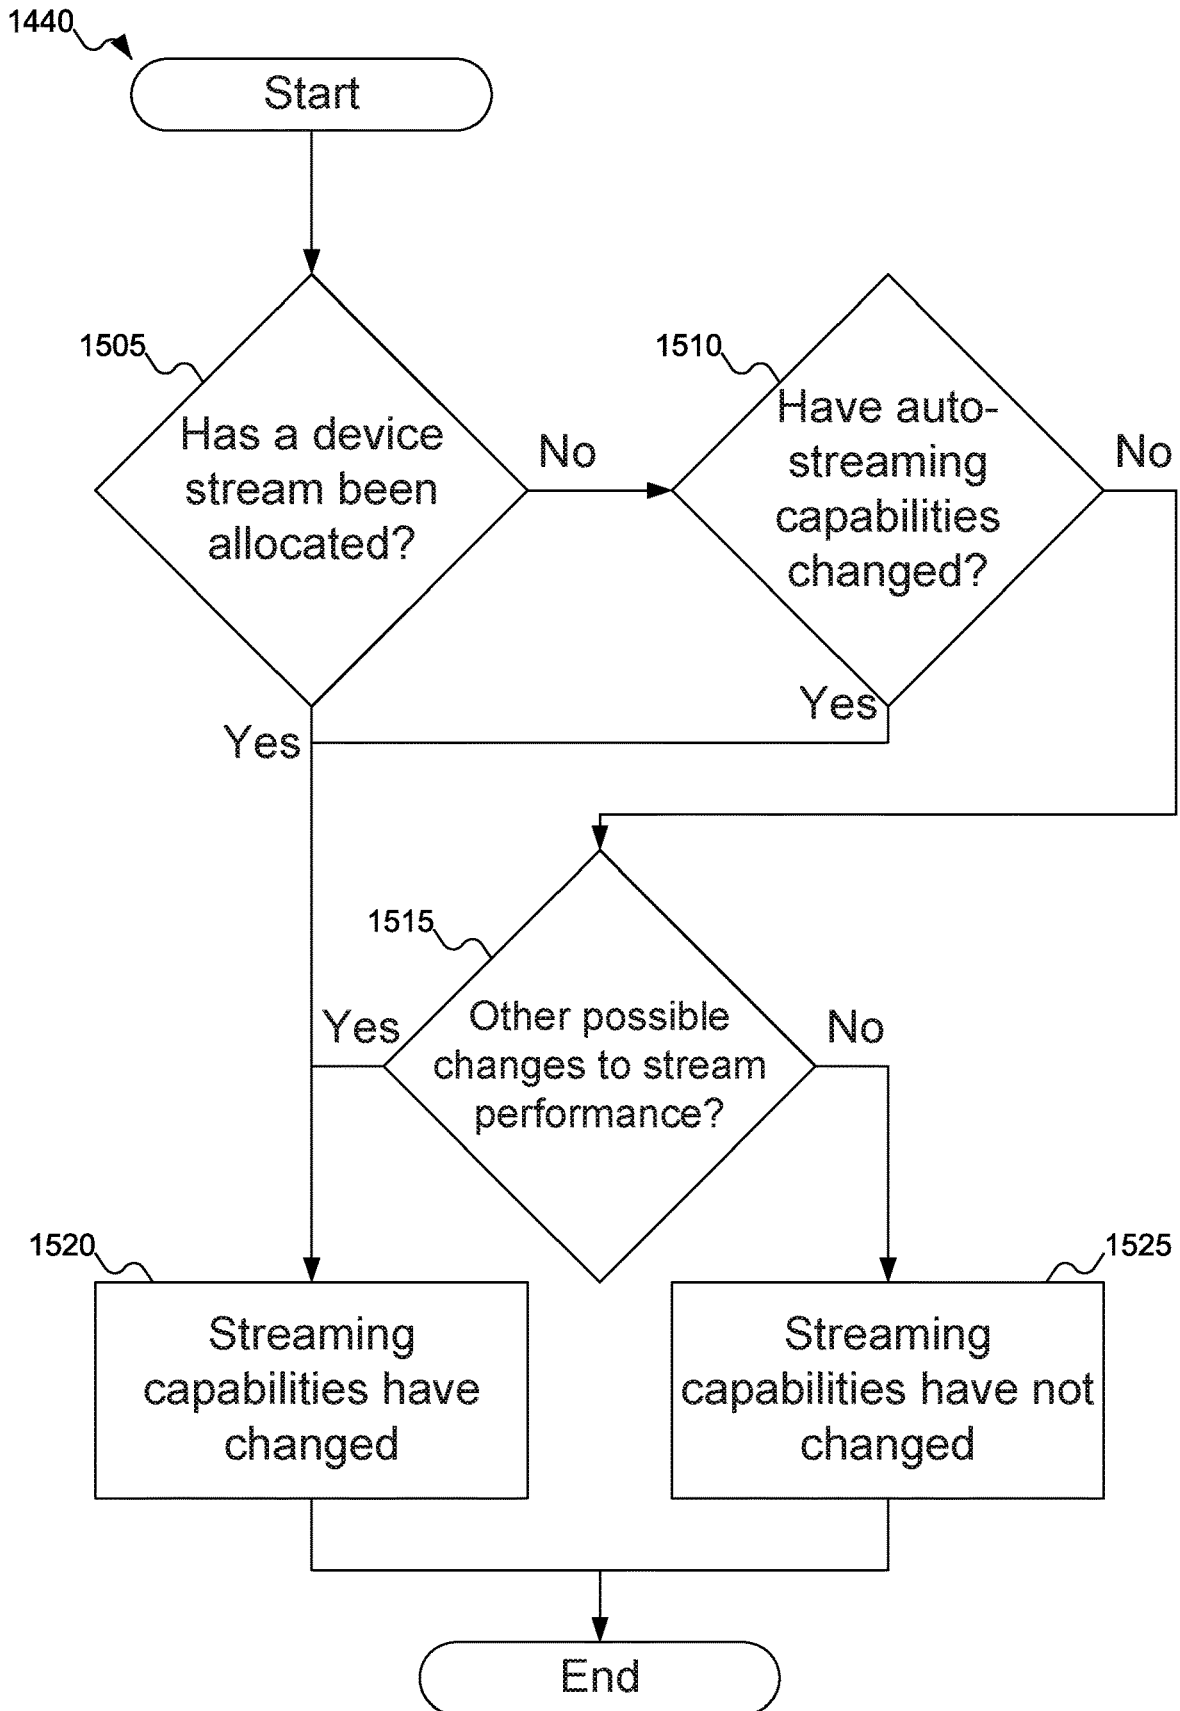 1440
Start
1505
Has a device
stream been
allocated?
No
1510
Have auto-
streaming
capabilities
changed?
No
Yes
Yes
1515
Other possible
changes to stream
performance?
Yes
No
1520
Streaming
capabilities have
changed
1525
Streaming
capabilities have not
changed
End